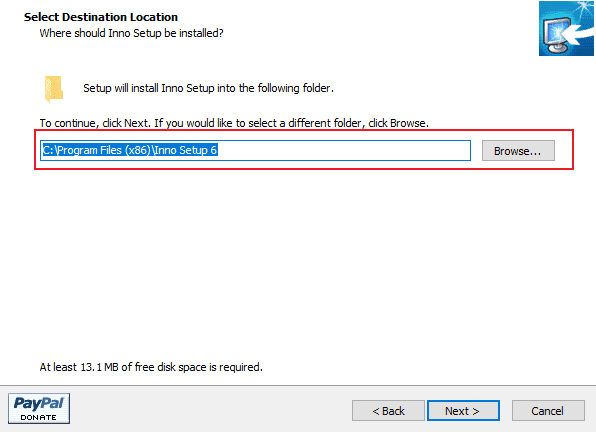 Select Destination Location
Where should Inno Setup be installed?
Setup will install Inno Setup into the following folder.
To continue, click Next. If you would like to select a different folder, click Browse.
C:\Program Files (x86)\Inno Setup 6
Browse...
At least 13.1 MB of free disk space is required.
PayPal
DONATE
< Back
Next >
Cancel